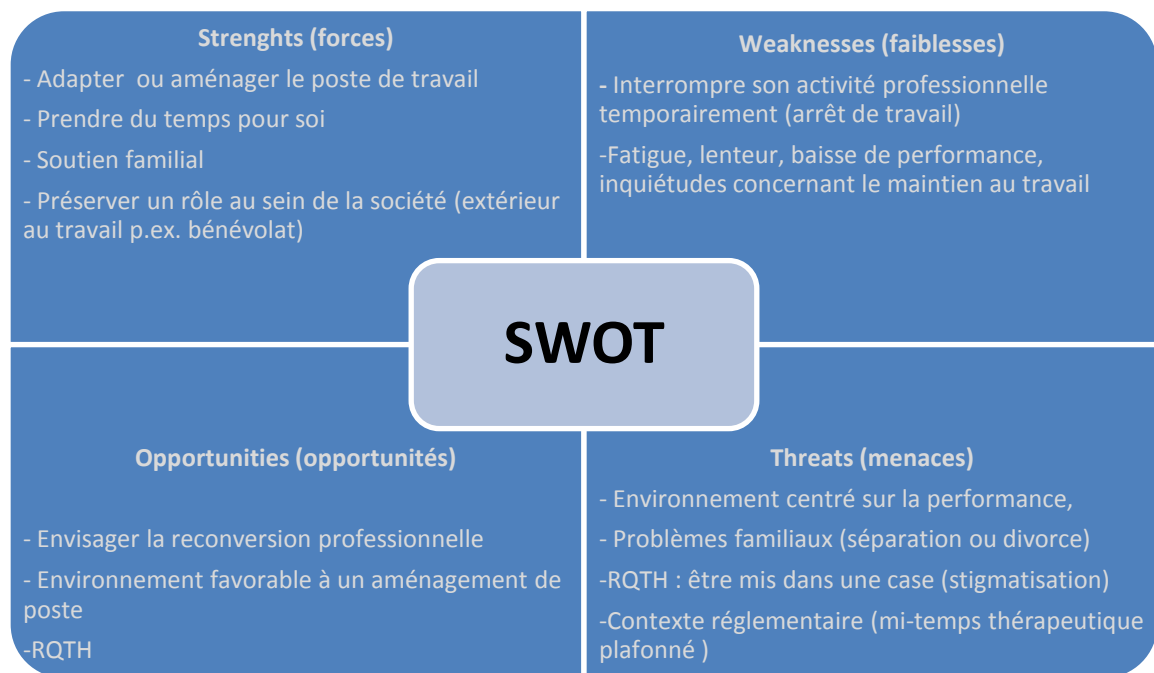 Strenghts (forces)
- Adapter ou aménager le poste de travail
- Prendre du temps pour soi
- Soutien familial
- Préserver un rôle au sein de la société (extérieur
au travail p.ex. bénévolat)
Weaknesses (faiblesses)
- Interrompre son activité professionnelle
temporairement (arrêt de travail)
-Fatigue, lenteur, baisse de performance,
inquiétudes concernant le maintien au travail
SWOT
Opportunities (opportunités)
- Envisager la reconversion professionnelle
- Environnement favorable à un aménagement de
poste
-RQTH
Threats (menaces)
- Environnement centré sur la performance,
- Problèmes familiaux (séparation ou divorce)
-RQTH : être mis dans une case (stigmatisation)
-Contexte réglementaire (mi-temps thérapeutique
plafonné )